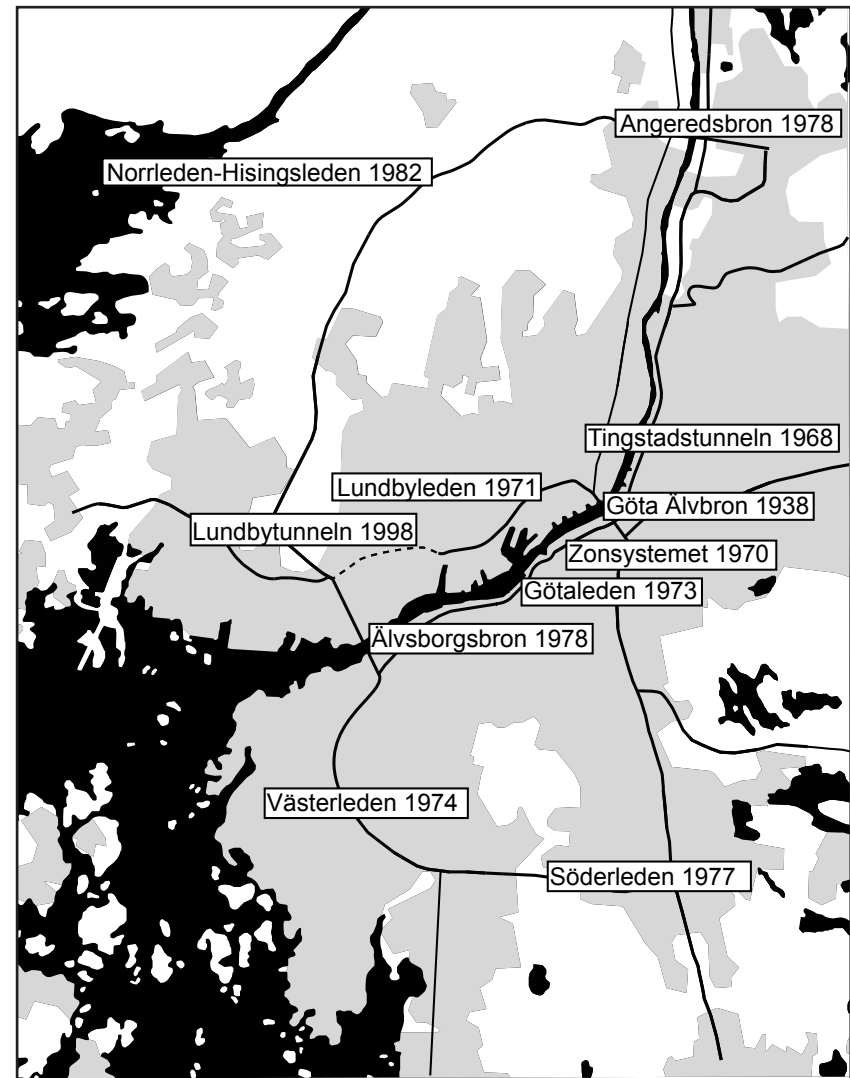 Angeredsbron 1978
Norrleden-Hisingsleden 1982
Tingstadstunneln 1968
Lundbyleden 1971
Göta Älvbron 1938
Lundbytunneln 1998
Zonsystemet 1970
Götaleden 1973
Älvsborgsbron 1978
Västerleden 1974
Söderleden 1977